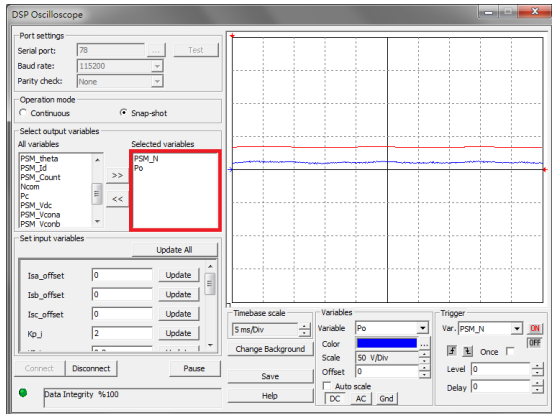 DSP Oscilloscope
Port settings
Serial port: 78 ... Test
Baud rate: 115200
Parity check: None
Operation mode
Continuous Snap-shot
Select output variables
All variables Selected variables
PSM_theta
PSM_Id
PSM_Count
Ncom
Pc
PSM_Vdc
PSM_Vcona
PSM_Vconb
>>
<<
PSM_N
Po
Set input variables
Update All
Isa_offset 0 Update
Isb_offset 0 Update
Isc_offset 0 Update
Kp_i 2 Update
Connect Disconnect Pause
Data Integrity %100
Timebase scale
5 ms/Div
Change Background
Save
Help
Variables
Variable Po
Color ...
Scale 50 V/Div
Offset 0
Auto scale
DC AC Gnd
Trigger
Var. PSM_N ON
OFF
Once
Level 0
Delay 0